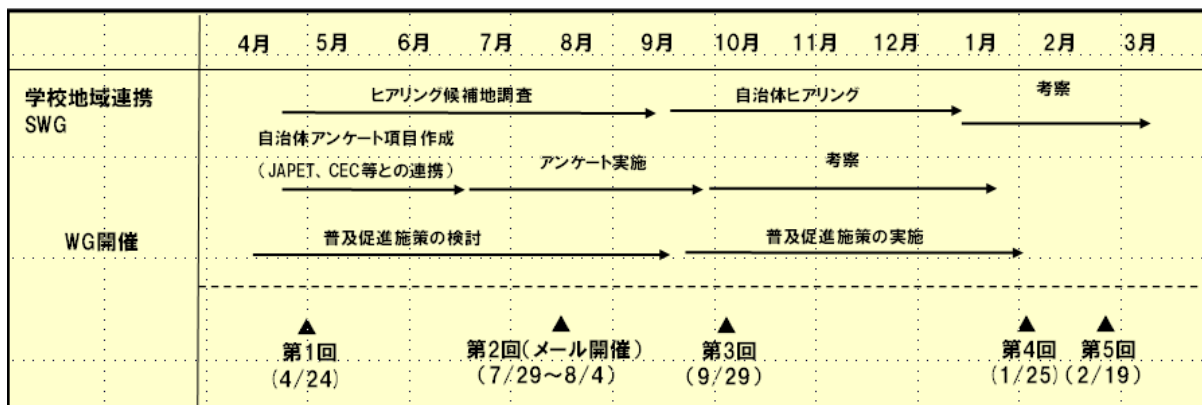 4月 5月 6月 7月 8月 9月 10月 11月 12月 1月 2月 3月
学校地域連携
SWG
ヒアリング候補地調査
自治体ヒアリング
考察
自治体アンケート項目作成
(JAPET、CEC等との連携)
アンケート実施
考察
WG開催
普及促進施策の検討
普及促進施策の実施
▲ ▲ ▲ ▲ ▲
第1回 第2回(メール開催) 第3回 第4回 第5回
(4/24) (7/29～8/4) (9/29) (1/25) (2/19)